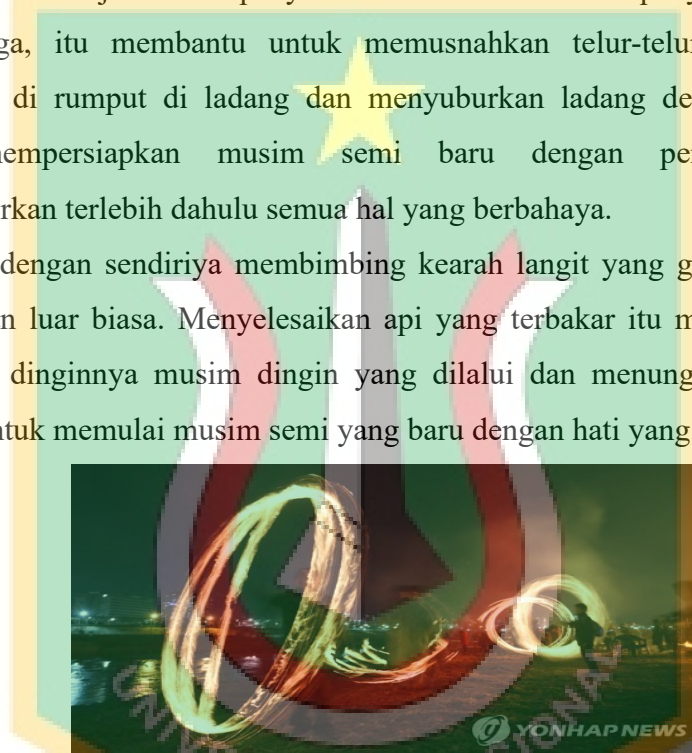 ga, itu membantu untuk memusnahkan telur-telur
di rumput di ladang dan menyuburkan ladang de
empersiapkan musim semi baru dengan pe
rkan terlebih dahulu semua hal yang berbahaya.
dengan sendiriya membimbing kearah langit yang g
n luar biasa. Menyelesaikan api yang terbakar itu m
dinginnya musim dingin yang dilalui dan menung
tuk memulai musim semi yang baru dengan hati yang
YONHAP NEWS